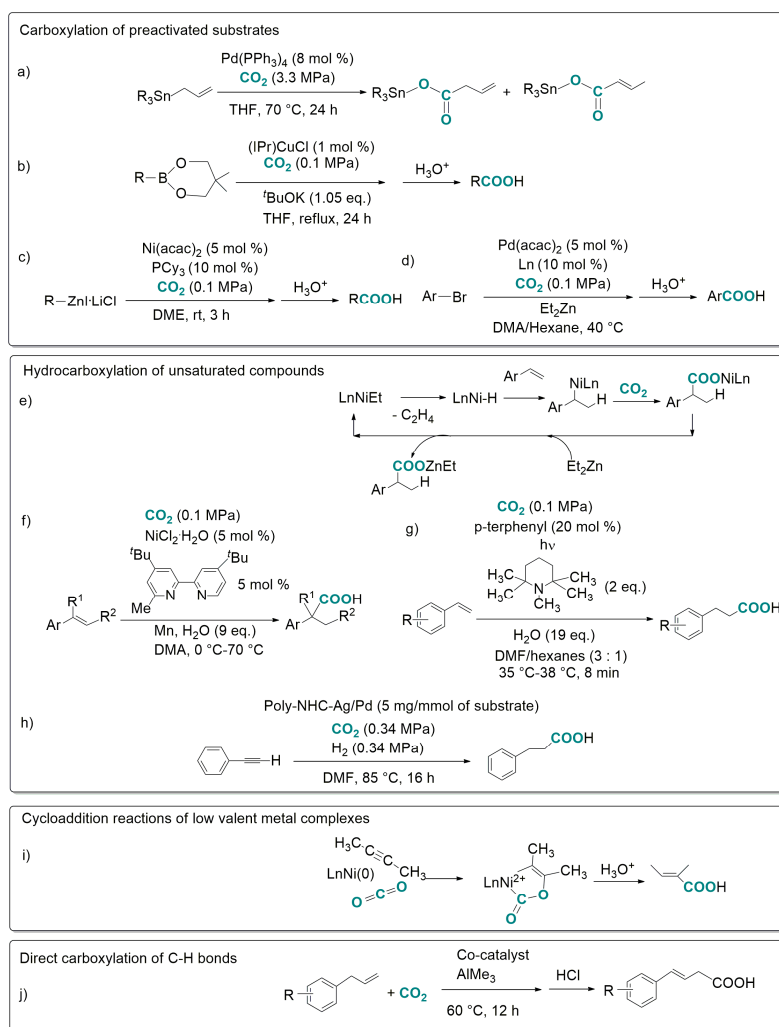 Carboxylation of preactivated substrates
a)
Pd(PPh3)4 (8 mol %)
CO2 (3.3 MPa)
THF, 70 °C, 24 h
R3Sn
R3Sn O C O
+
R3Sn O C O
b)
(IPr)CuCl (1 mol %)
CO2 (0.1 MPa)
tBuOK (1.05 eq.)
THF, reflux, 24 h
R B O O
H3O+
RCOOH
c)
Ni(acac)2 (5 mol %)
PCy3 (10 mol %)
CO2 (0.1 MPa)
DME, rt, 3 h
R ZnI·LiCl
H3O+
RCOOH
d)
Pd(acac)2 (5 mol %)
Ln (10 mol %)
CO2 (0.1 MPa)
Et2Zn
DMA/Hexane, 40 °C
Ar Br
H3O+
ArCOOH
Hydrocarboxylation of unsaturated compounds
e)
LnNiEt
- C2H4
LnNi-H
Ar
NiLn
Ar H
CO2
COONiLn
Ar H
COOZnEt
Ar H
Et2Zn
f)
CO2 (0.1 MPa)
NiCl2·H2O (5 mol %)
tBu tBu
Me N N
5 mol %
Mn, H2O (9 eq.)
DMA, 0 °C-70 °C
Ar R1 R2
R1 COOH
Ar R2
g)
CO2 (0.1 MPa)
p-terphenyl (20 mol %)
hν
H3C N CH3
H3C CH3 CH3
(2 eq.)
H2O (19 eq.)
DMF/hexanes (3 : 1)
35 °C-38 °C, 8 min
R
R COOH
h)
Poly-NHC-Ag/Pd (5 mg/mmol of substrate)
CO2 (0.34 MPa)
H2 (0.34 MPa)
DMF, 85 °C, 16 h
H
COOH
Cycloaddition reactions of low valent metal complexes
i)
H3C
CH3
LnNi(0)
O C O
CH3
CH3
LnNi2+
C O
O
H3O+
COOH
Direct carboxylation of C-H bonds
j)
R
+ CO2
Co-catalyst
AlMe3
60 °C, 12 h
HCl
R
COOH